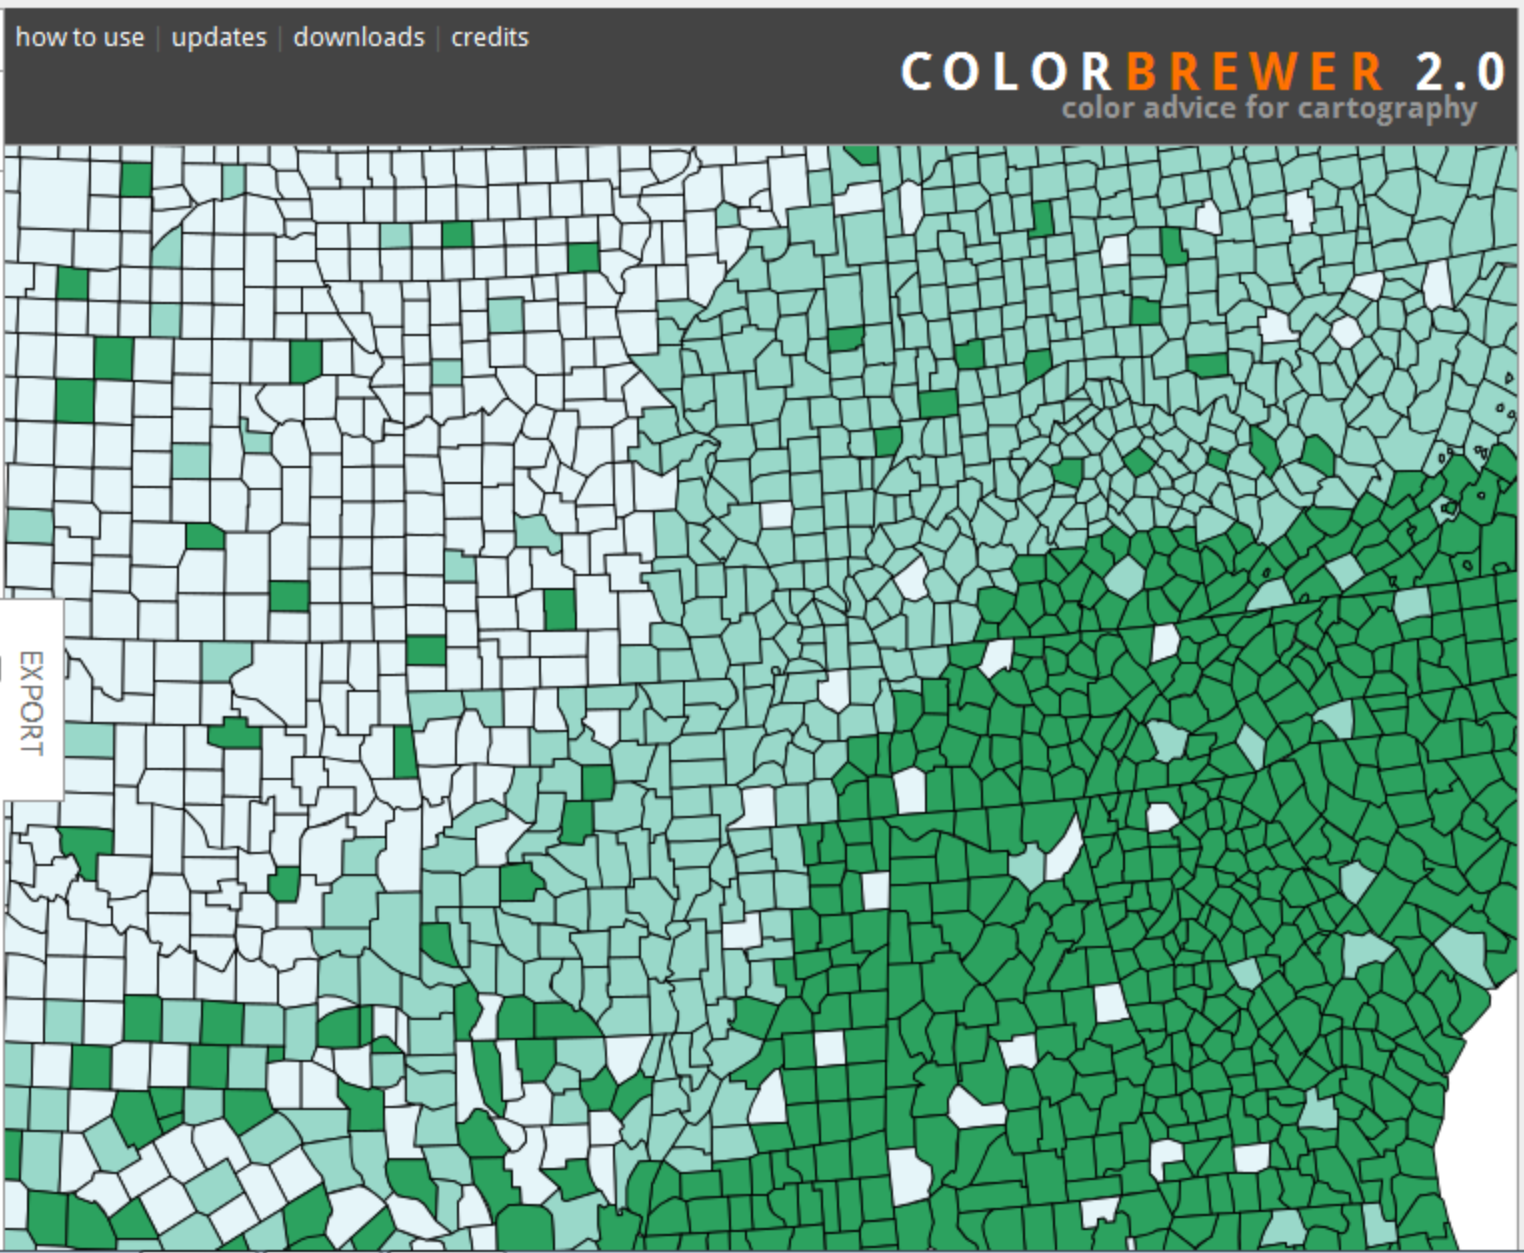 how to use | updates | downloads | credits
COLORBREWER 2.0
color advice for cartography
EXPORT